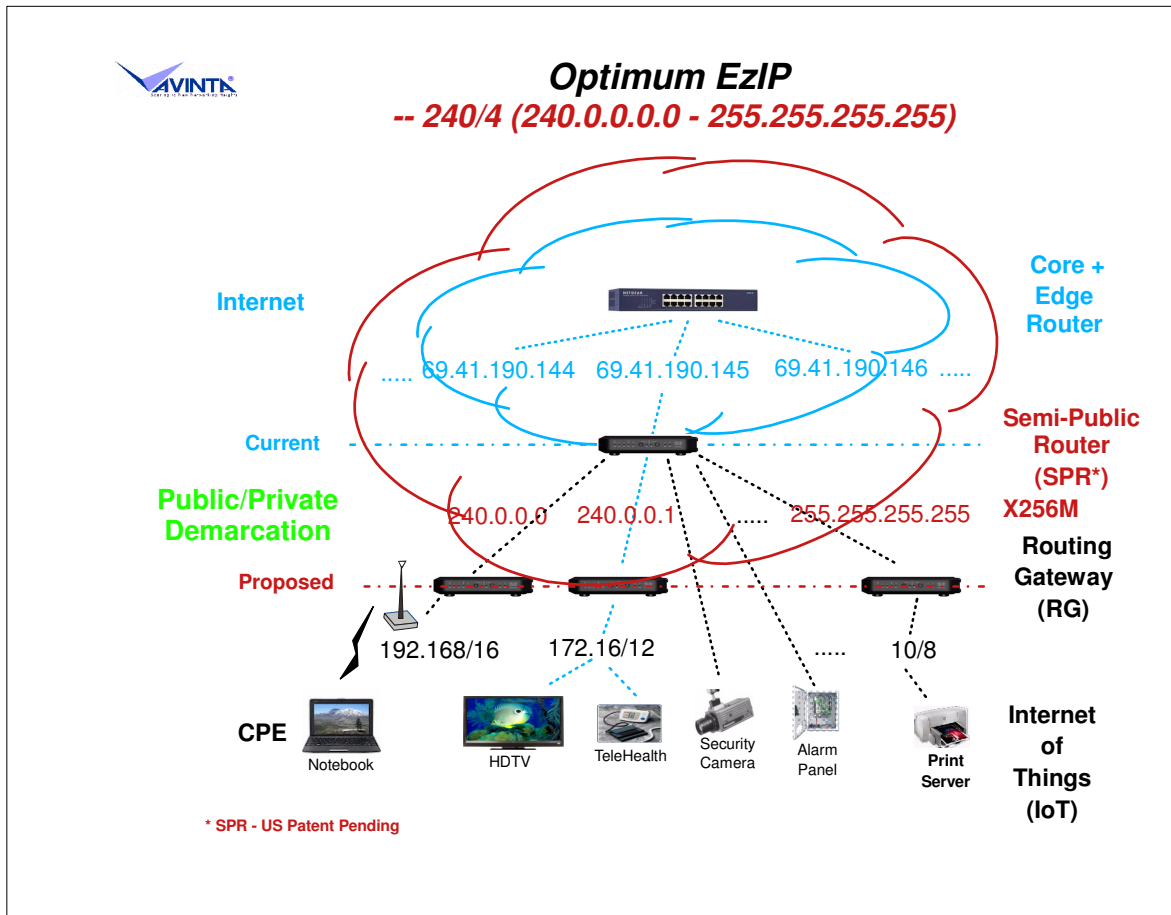 AVINTA®
Optimum EzIP
-- 240/4 (240.0.0.0 - 255.255.255.255)
Internet
Core +
Edge
Router
NETGEAR
..... 69.41.190.144 69.41.190.145 69.41.190.146 .....
Current
Semi-Public
Router
(SPR*)
Public/Private
Demarcation
240.0.0.0 240.0.0.1 ..... 255.255.255.255 X256M
Routing
Gateway
(RG)
Proposed
192.168/16 172.16/12 ..... 10/8
CPE
Notebook
HDTV
TeleHealth
Security
Camera
Alarm
Panel
Print
Server
Internet
of
Things
(IoT)
* SPR - US Patent Pending